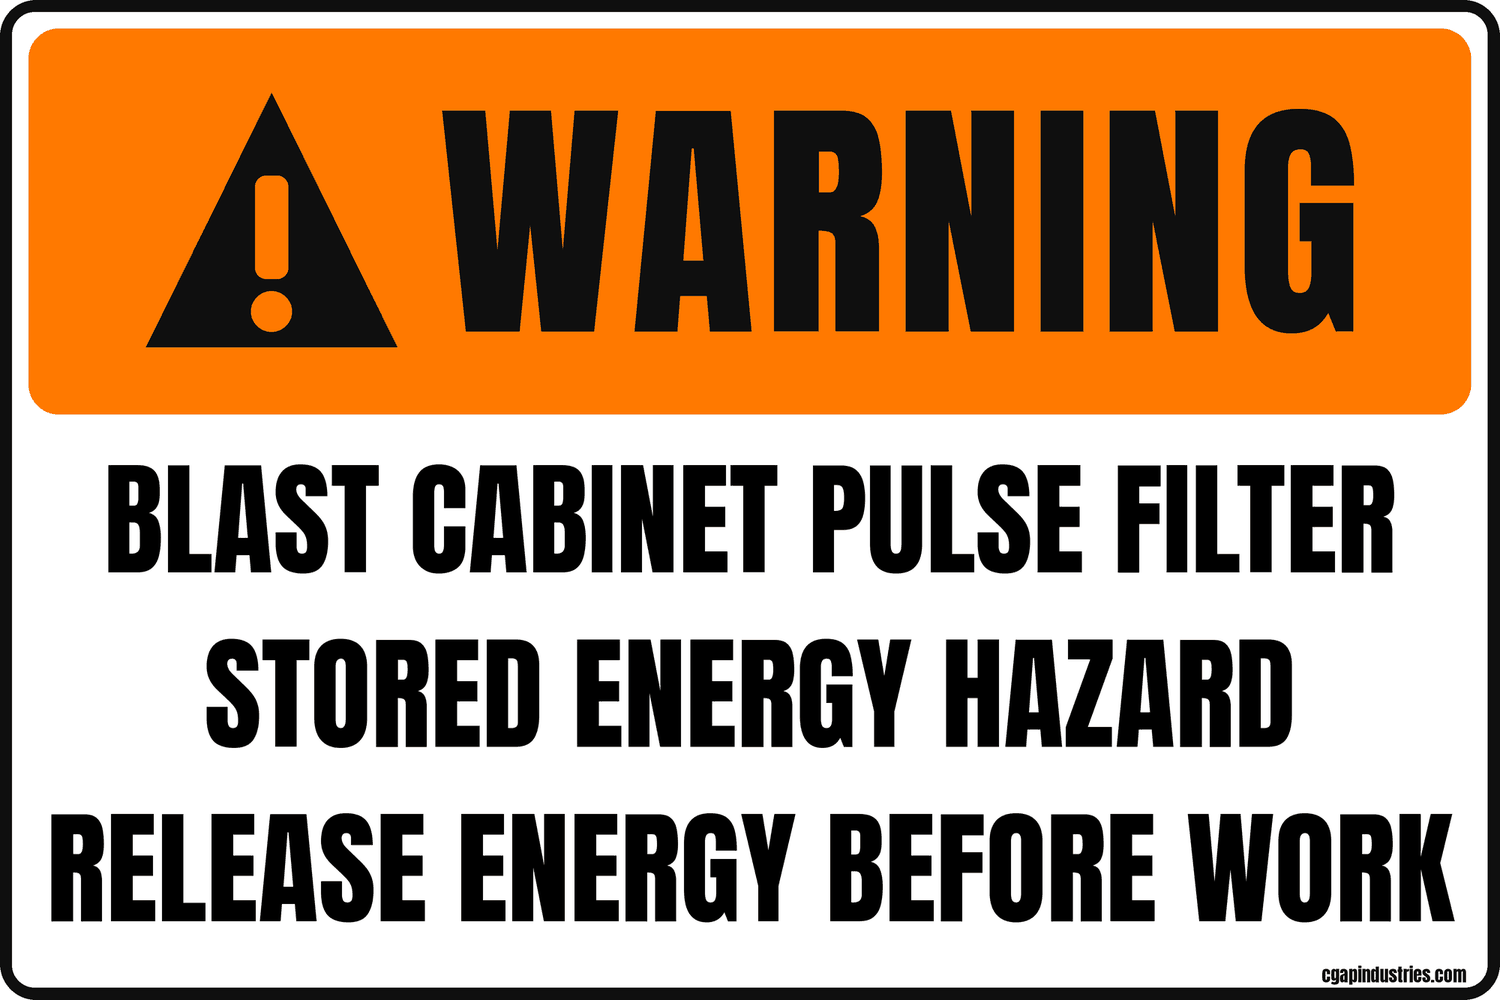 WARNING
BLAST CABINET PULSE FILTER
STORED ENERGY HAZARD
RELEASE ENERGY BEFORE WORK
cgapindustries.com